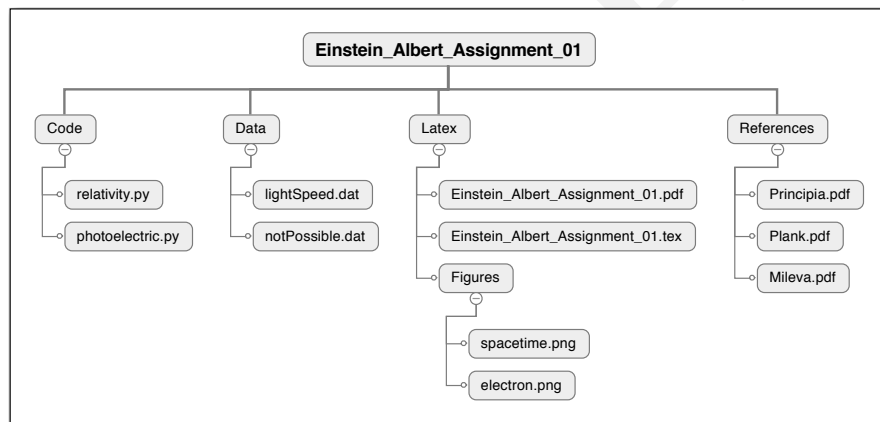 Einstein_Albert_Assignment_01
Code
Data
Latex
References
relativity.py
lightSpeed.dat
Einstein_Albert_Assignment_01.pdf
Principia.pdf
photoelectric.py
notPossible.dat
Einstein_Albert_Assignment_01.tex
Plank.pdf
Figures
Mileva.pdf
spacetime.png
electron.png